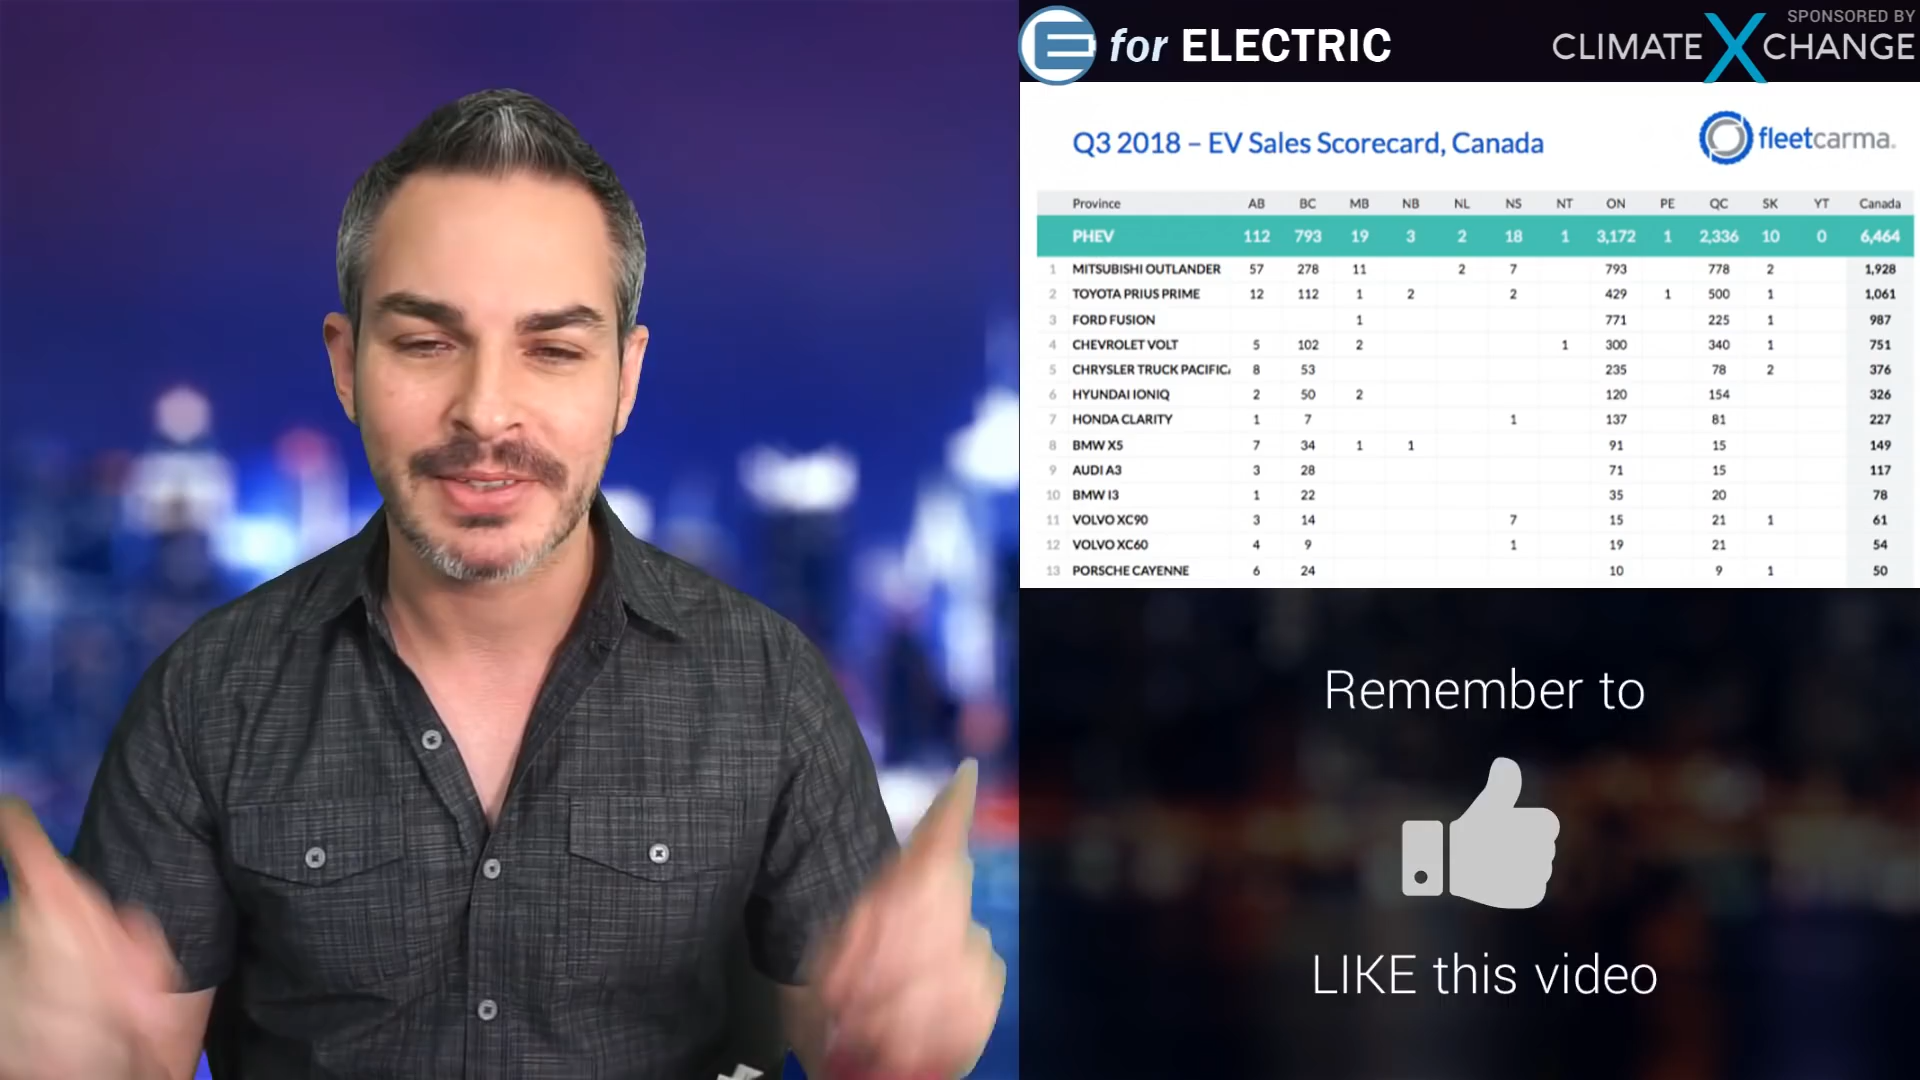 E for ELECTRIC
SPONSORED BY
CLIMATE XCHANGE
Q3 2018 – EV Sales Scorecard, Canada
fleetcarma.
Province AB BC MB NB NL NS NT ON PE QC SK YT Canada
PHEV 112 793 19 3 2 18 1 3,172 1 2,336 10 0 6,464
1 MITSUBISHI OUTLANDER 57 278 11 2 7 793 778 2 1,928
2 TOYOTA PRIUS PRIME 12 112 1 2 2 429 1 500 1 1,061
3 FORD FUSION 1 771 225 1 987
4 CHEVROLET VOLT 5 102 2 1 300 340 1 751
5 CHRYSLER TRUCK PACIFIC 8 53 235 78 2 376
6 HYUNDAI IONIQ 2 50 2 120 154 326
7 HONDA CLARITY 1 7 1 137 81 227
8 BMW X5 7 34 1 1 91 15 149
9 AUDI A3 3 28 71 15 117
10 BMW I3 1 22 35 20 78
11 VOLVO XC90 3 14 7 15 21 1 61
12 VOLVO XC60 4 9 1 19 21 54
13 PORSCHE CAYENNE 6 24 10 9 1 50
Remember to
LIKE this video